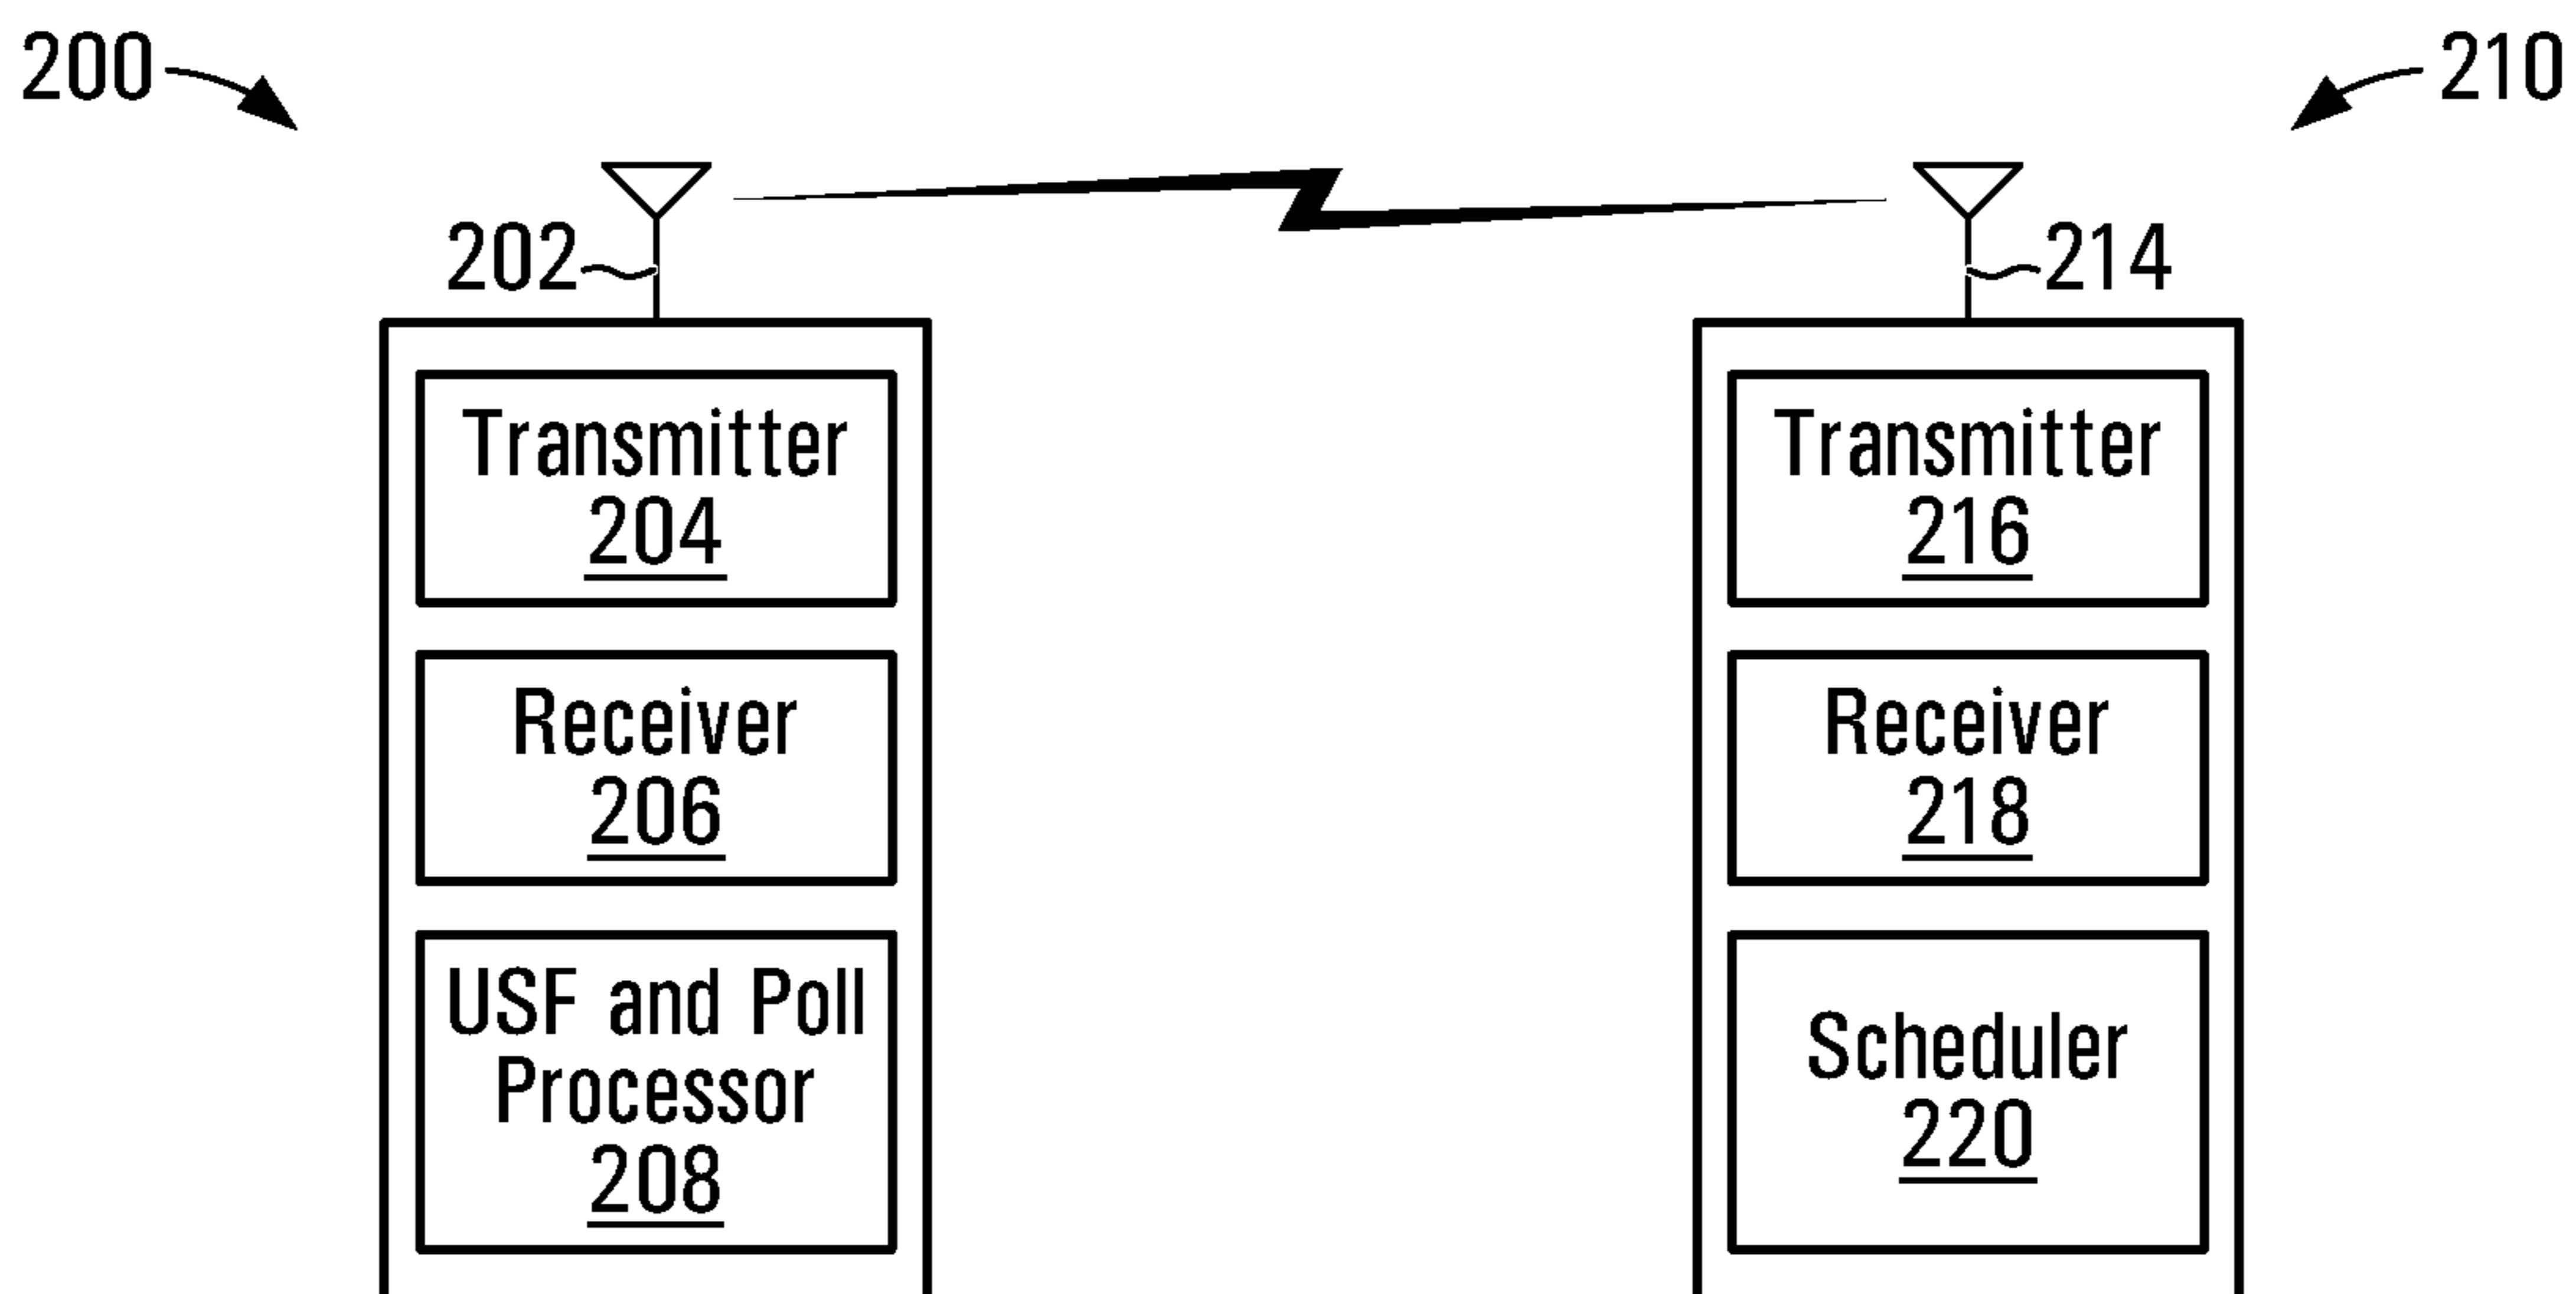 200
210
202
214
Transmitter
204
Transmitter
216
Receiver
206
Receiver
218
USF and Poll
Processor
208
Scheduler
220